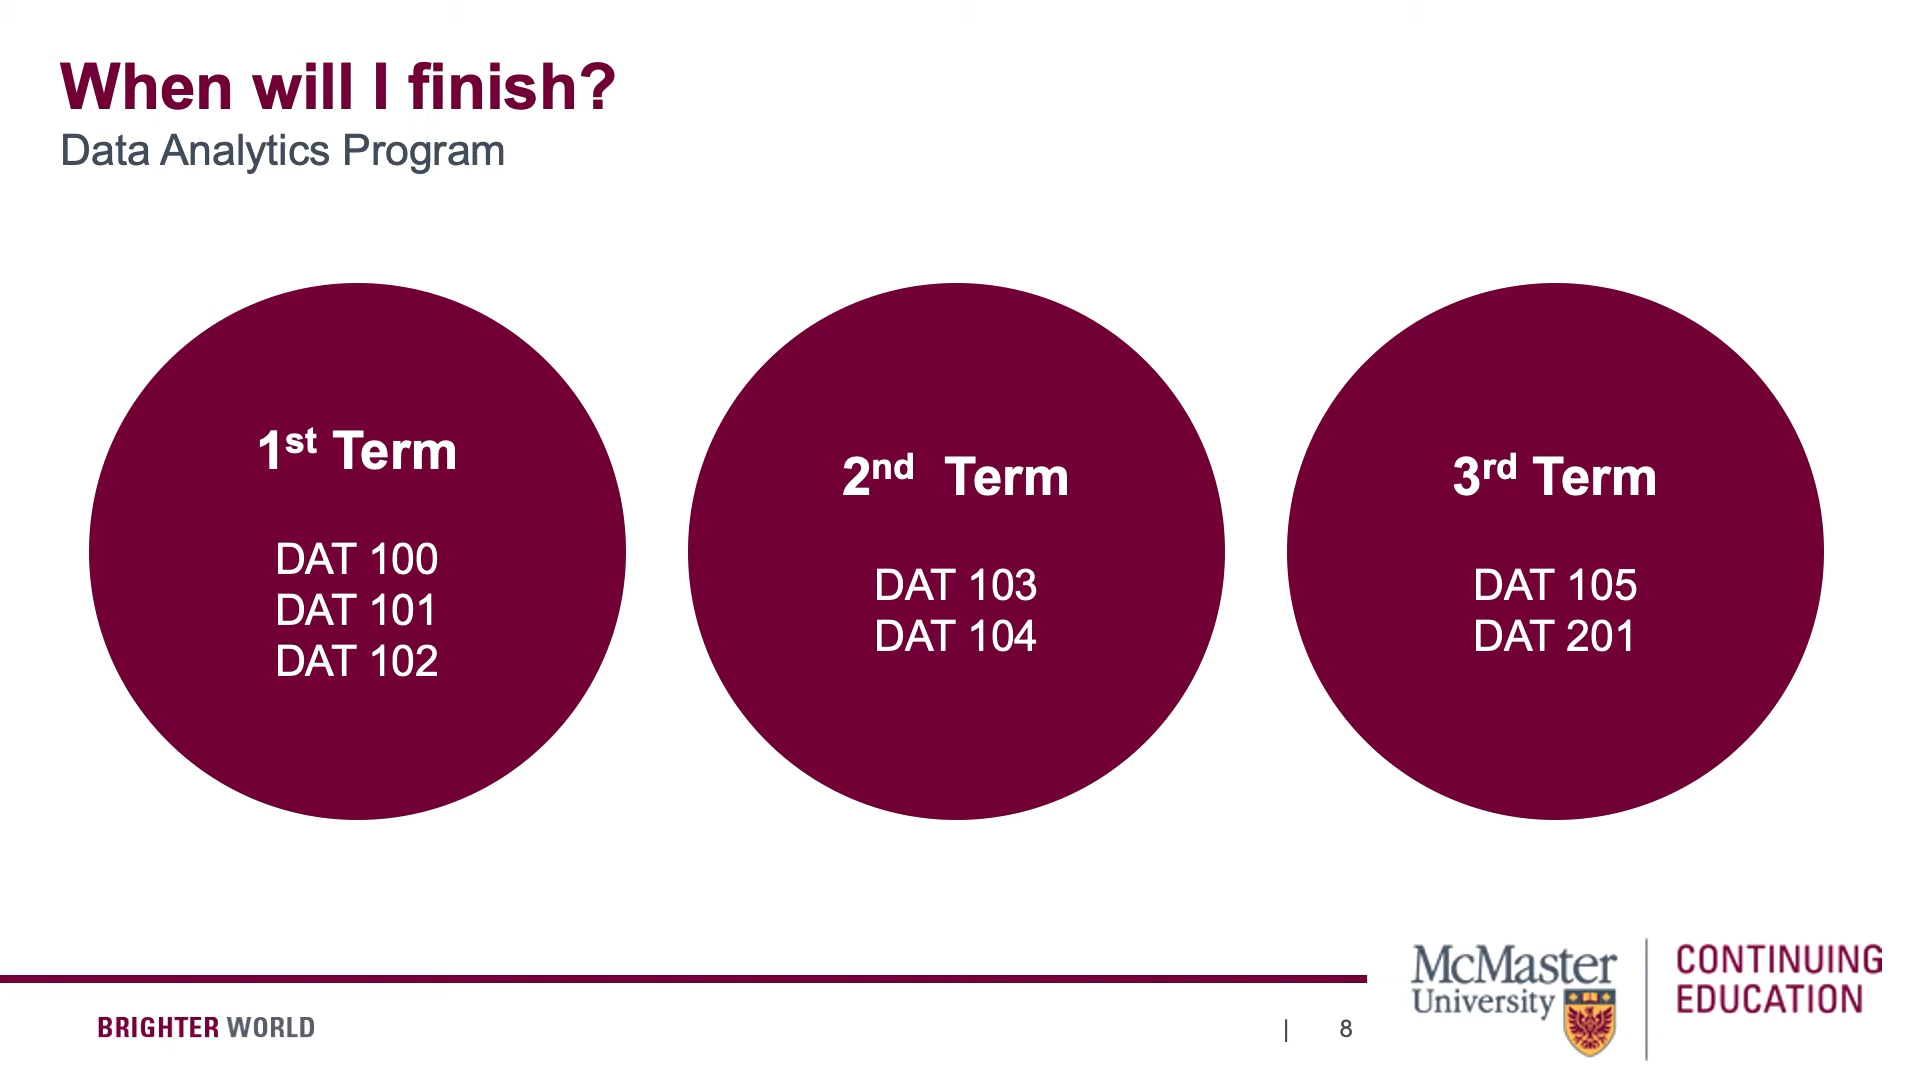 When will I finish?
Data Analytics Program
1st Term
DAT 100
DAT 101
DAT 102
2nd  Term
DAT 103
DAT 104
3rd Term
DAT 105
DAT 201
BRIGHTER WORLD
| 8
McMaster
University
CONTINUING
EDUCATION